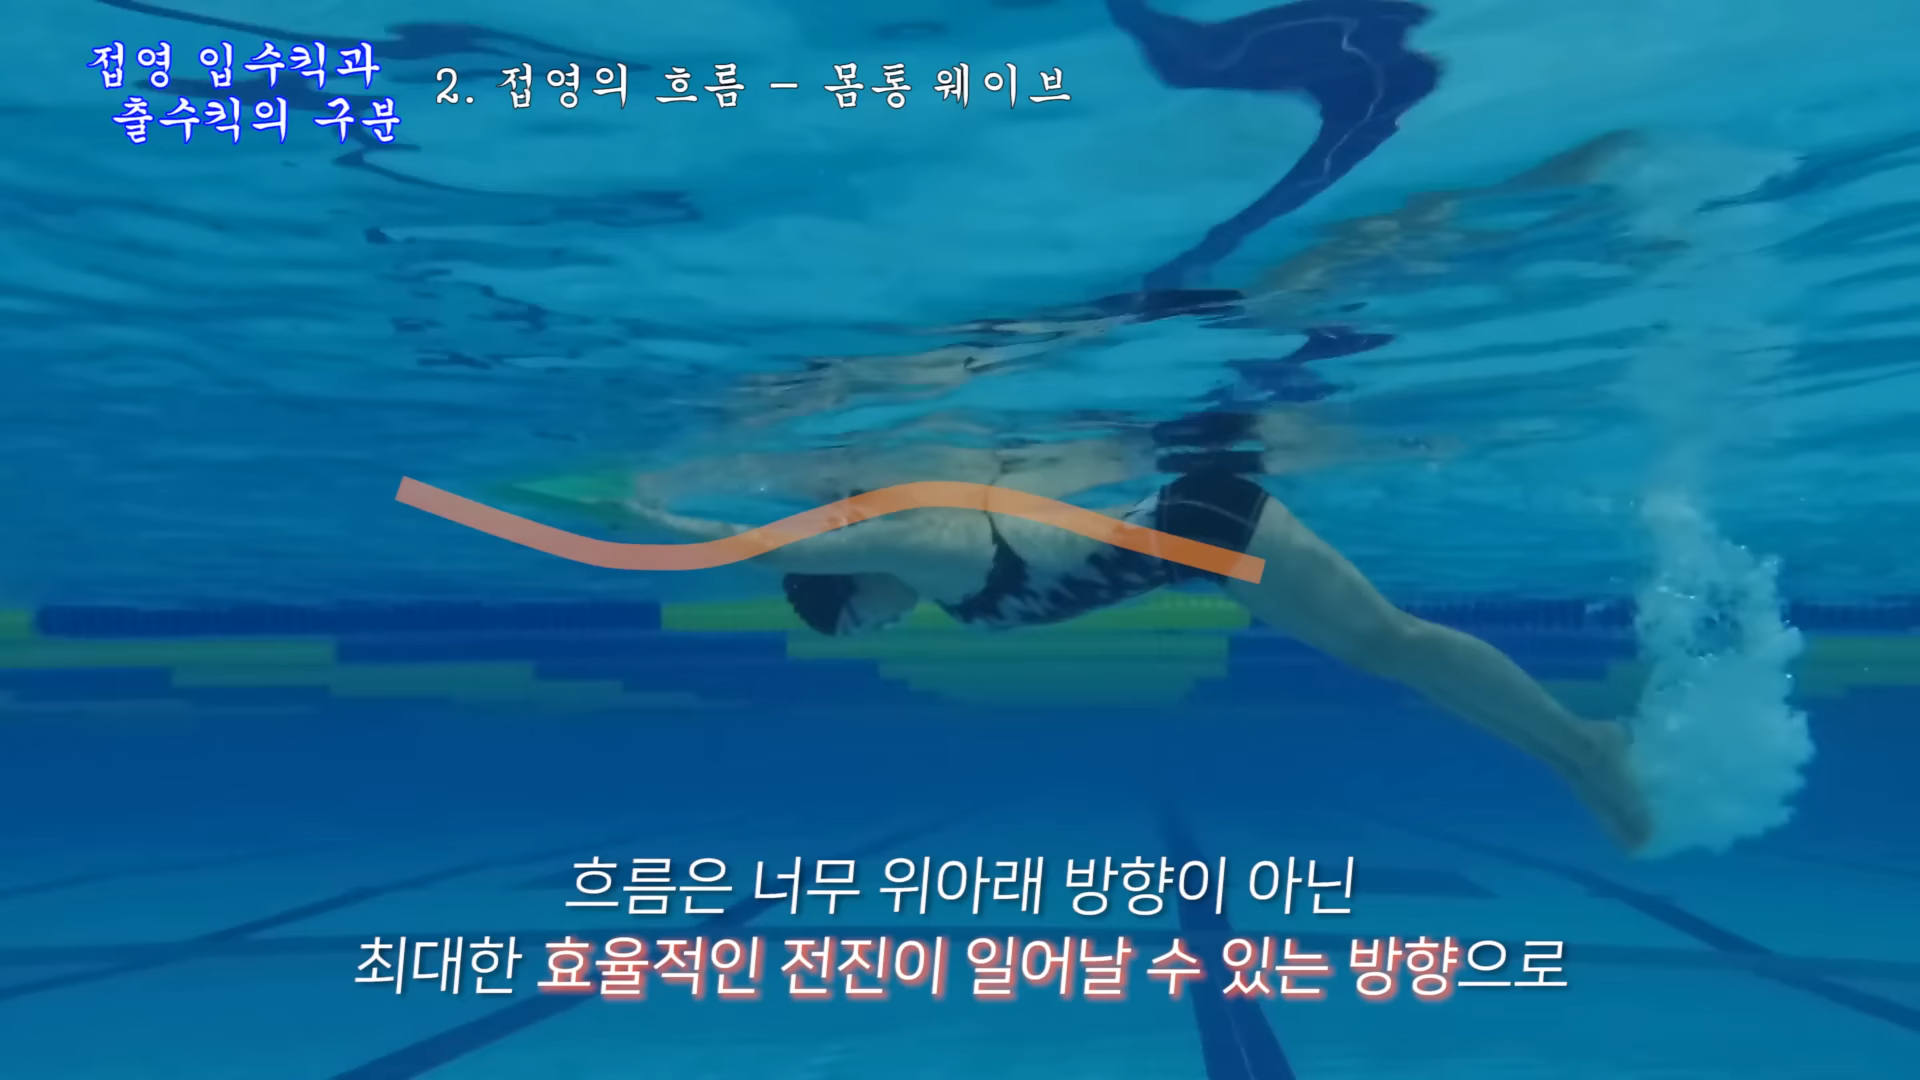 접영 입수킥과
출수킥의 구분
2. 접영의 흐름 - 몸통 웨이브
흐름은 너무 위아래 방향이 아닌
최대한 효율적인 전진이 일어날 수 있는 방향으로